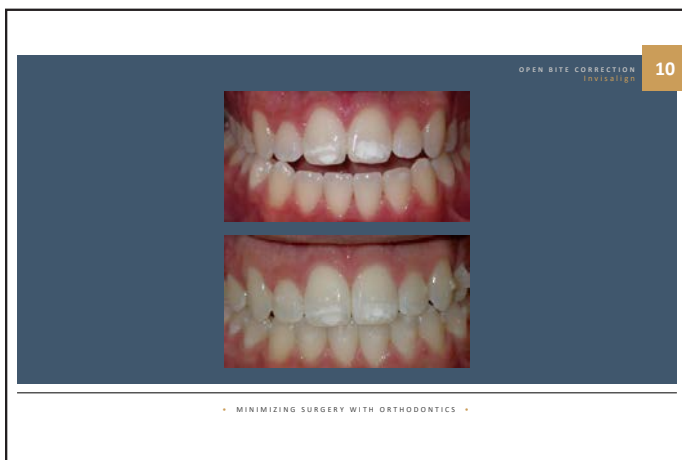 OPEN BITE CORRECTION
Invisalign
10
• MINIMIZING SURGERY WITH ORTHODONTICS •